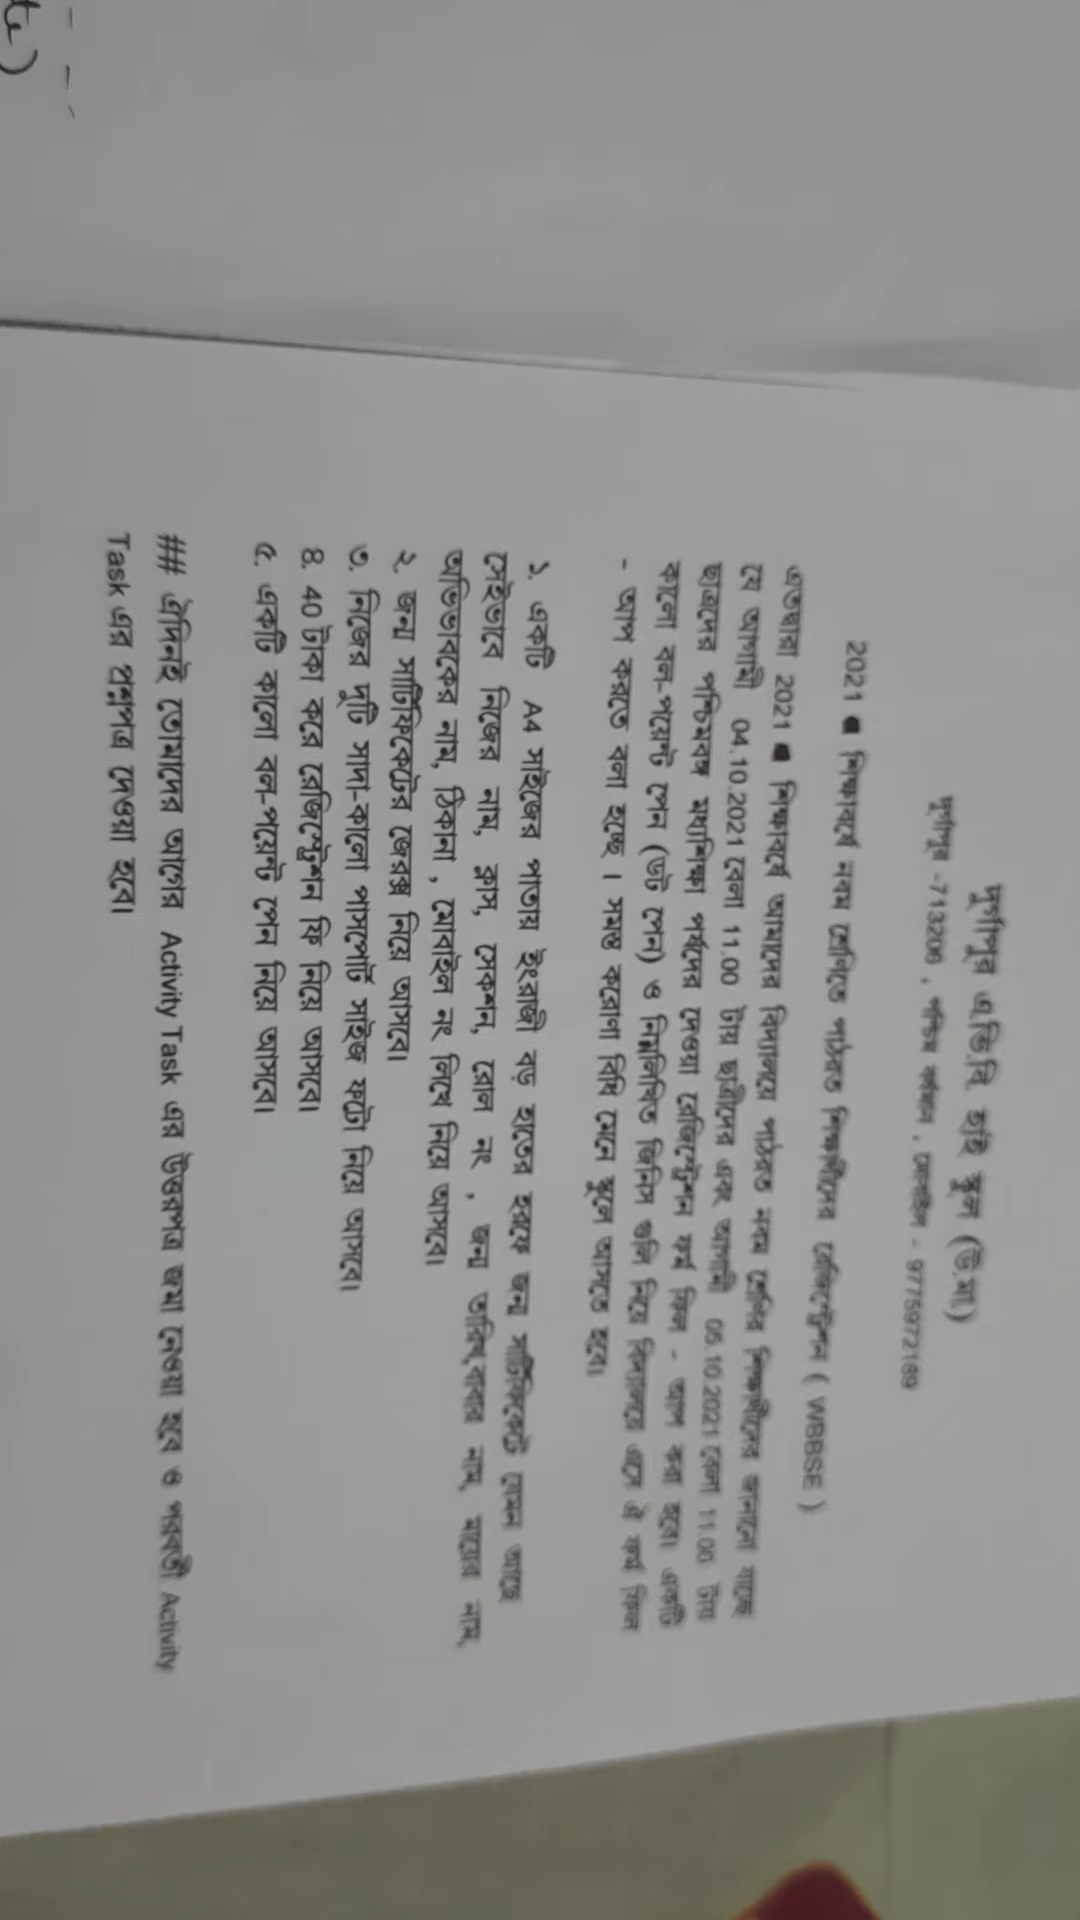 দুর্গাপুর এ.ভি.বি. হাই স্কুল (উ.মা)
দুর্গাপুর -713206 , পশ্চিম বর্ধমান , মোবাইল - 9775972189
2021 শিক্ষাবর্ষে নবম শ্রেণিতে পাঠরত শিক্ষার্থীদের রেজিস্ট্রেশন ( WBBSE )
এতদ্বারা 2021 শিক্ষাবর্ষে আমাদের বিদ্যালয়ে পাঠরত নবম শ্রেণির শিক্ষার্থীদের জানানো যাচ্ছে
যে আগামী 04.10.2021 বেলা 11.00 টায় ছাত্রীদের এবং আগামী 05.10.2021 বেলা 11.00 টায়
ছাত্রদের পশ্চিমবঙ্গ মধ্যশিক্ষা পর্ষদের দেওয়া রেজিস্ট্রেশন ফর্ম ফিল - আপ করা হবে। একটি
কালো বল-পয়েন্ট পেন (ডট পেন) ও নিম্নলিখিত জিনিস গুলি নিয়ে বিদ্যালয়ে এসে ঐ ফর্ম ফিল
- আপ করতে বলা হচ্ছে । সমস্ত করোণা বিধি মেনে স্কুলে আসতে হবে।
১. একটি A4 সাইজের পাতায় ইংরাজী বড় হাতের হরফে জন্ম সার্টিফিকেটে যেমন আছে
সেইভাবে নিজের নাম, ক্লাস, সেকশন, রোল নং , জন্ম তারিখ,বাবার নাম, মায়ের নাম,
অভিভাবকের নাম, ঠিকানা , মোবাইল নং লিখে নিয়ে আসবে।
২. জন্ম সার্টিফিকেটের জেরক্স নিয়ে আসবে।
৩. নিজের দুটি সাদা-কালো পাসপোর্ট সাইজ ফটো নিয়ে আসবে।
৪. 40 টাকা করে রেজিস্ট্রেশন ফি নিয়ে আসবে।
৫. একটি কালো বল-পয়েন্ট পেন নিয়ে আসবে।
## ঐদিনই তোমাদের আগের Activity Task এর উত্তরপত্র জমা নেওয়া হবে ও পরবর্তী Activity
Task এর প্রশ্নপত্র দেওয়া হবে।